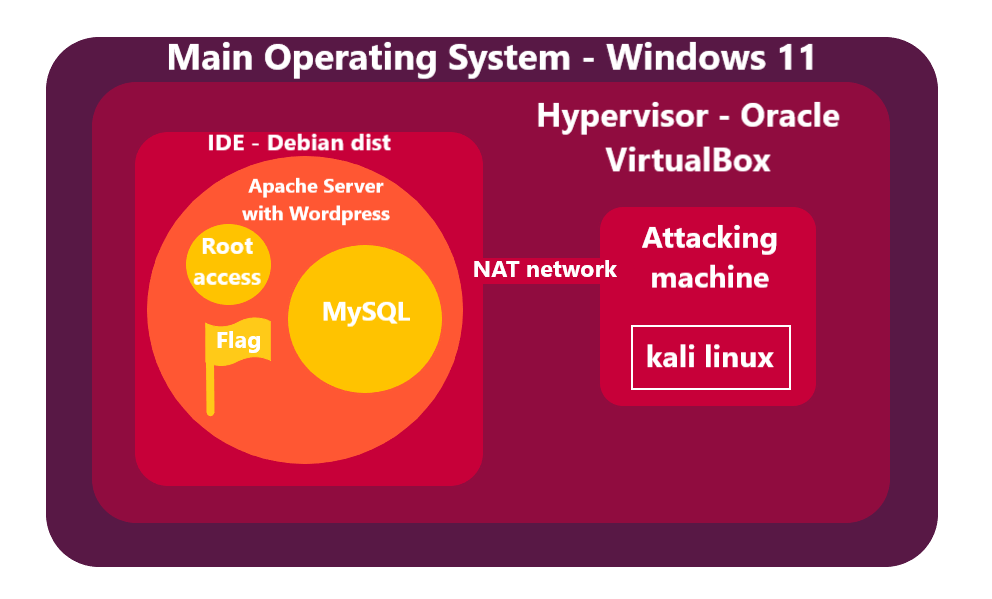 Main Operating System - Windows 11
Hypervisor - Oracle
VirtualBox
IDE - Debian dist
Apache Server
with Wordpress
Root
access
MySQL
Flag
NAT network
Attacking
machine
kali linux